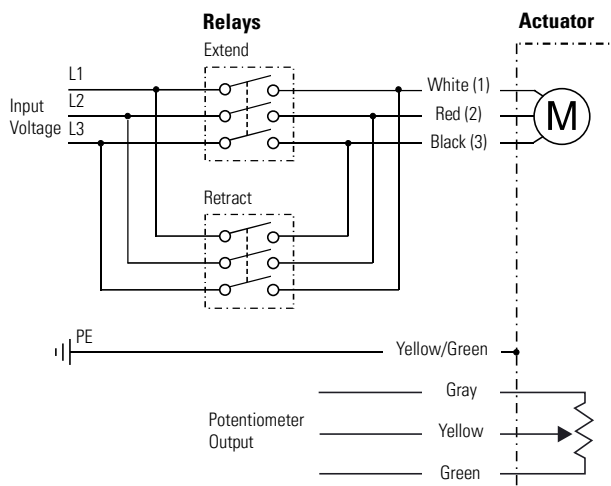 Relays
Actuator
Extend
L1
White (1)
Input
Voltage
L2
Red (2)
M
L3
Black (3)
Retract
PE
Yellow/Green
Gray
Potentiometer
Output
Yellow
Green